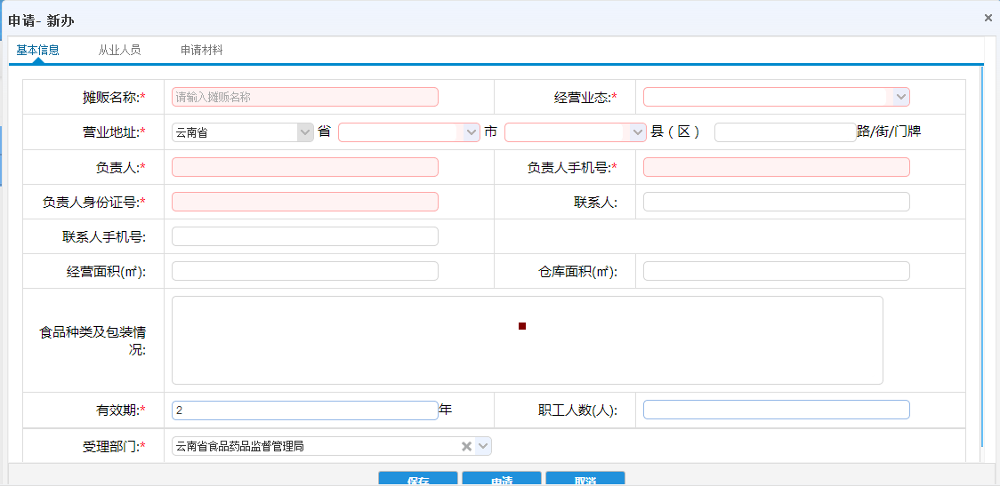 申请- 新办
基本信息 从业人员 申请材料
摊贩名称:* 请输入摊贩名称 经营业态:*
营业地址:* 云南省 省 市 县（区） 路/街/门牌
负责人:* 负责人手机号:*
负责人身份证号:* 联系人:
联系人手机号:
经营面积(㎡): 仓库面积(㎡):
食品种类及包装情
况:
有效期:* 2 年 职工人数(人):
受理部门:* 云南省食品药品监督管理局
保存 申请 取消